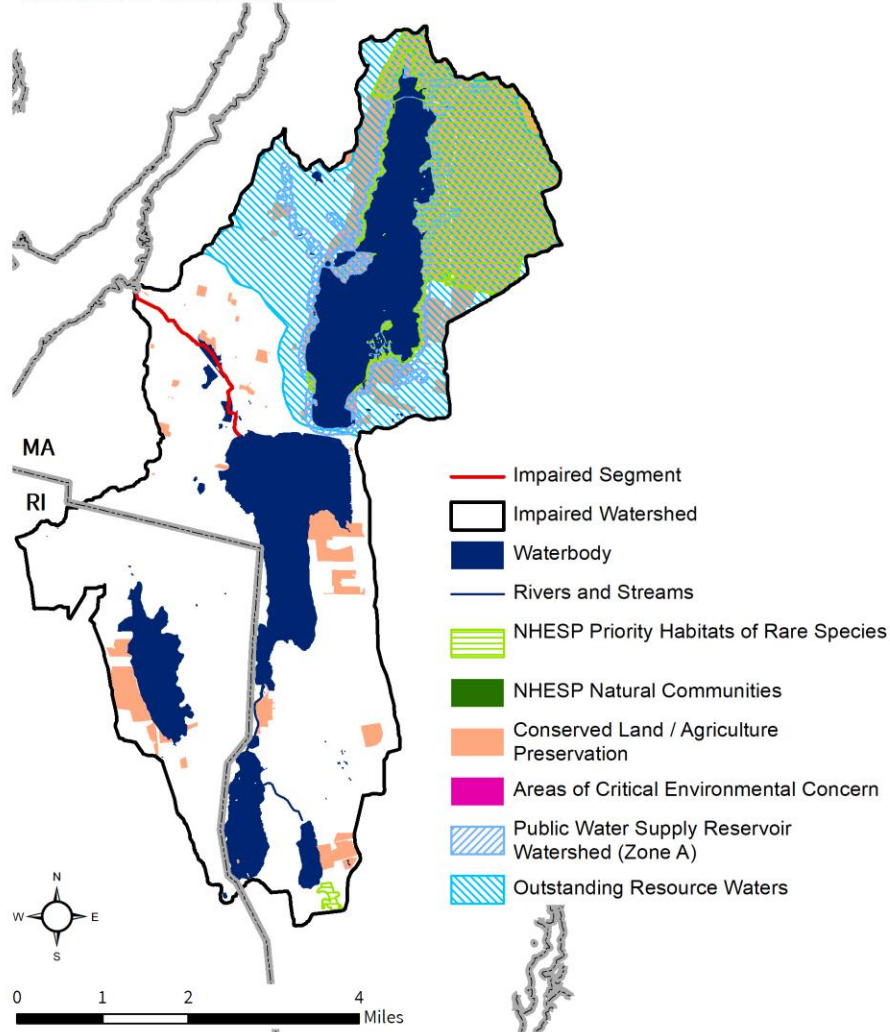 MA
RI
Impaired Segment
Impaired Watershed
Waterbody
Rivers and Streams
NHESP Priority Habitats of Rare Species
NHESP Natural Communities
Conserved Land / Agriculture
Preservation
Areas of Critical Environmental Concern
Public Water Supply Reservoir
Watershed (Zone A)
Outstanding Resource Waters
N
W E
S
0 1 2 4
Miles